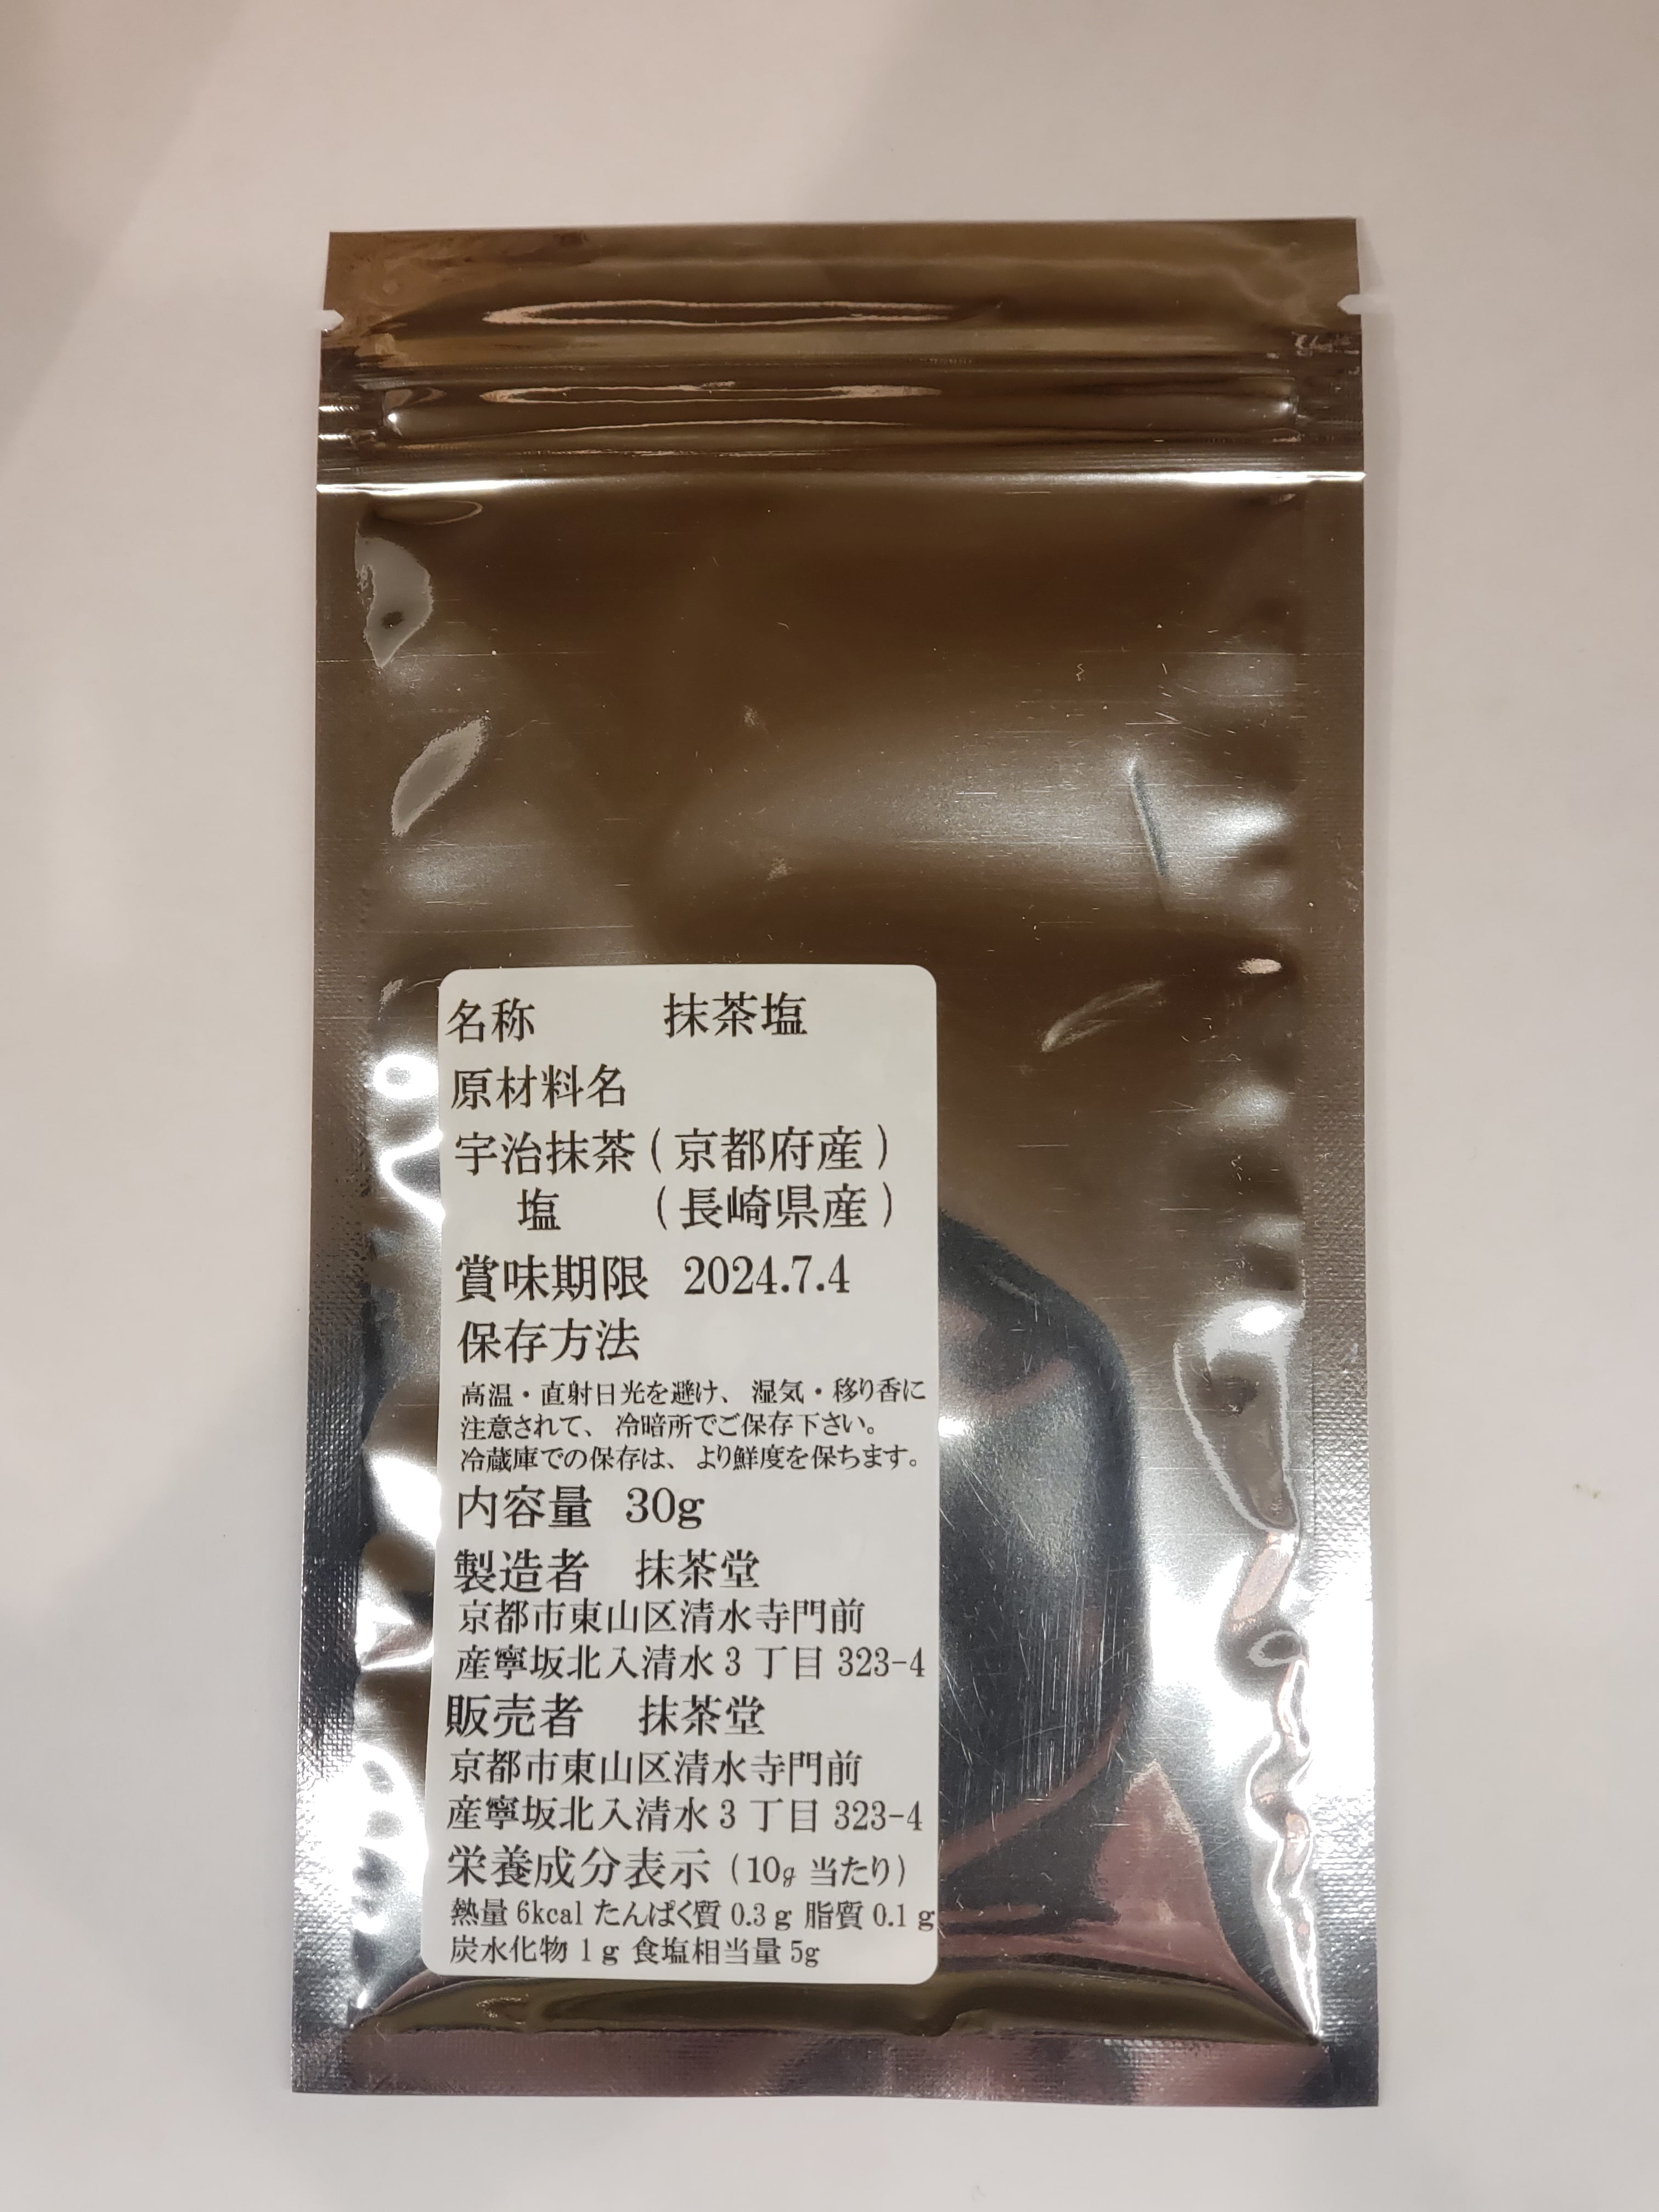 名称 抹茶塩
原材料名
宇治抹茶(京都府産)
塩 (長崎県産)
賞味期限 2024.7.4
保存方法
高温・直射日光を避け、湿気・移り香に
注意されて、冷暗所でご保存下さい。
冷蔵庫での保存は、より鮮度を保ちます。
内容量 30g
製造者 抹茶堂
京都市東山区清水寺門前
産寧坂北入清水3丁目323-4
販売者 抹茶堂
京都市東山区清水寺門前
産寧坂北入清水3丁目323-4
栄養成分表示(10g 当たり)
熱量 6kcal たんぱく質 0.3g 脂質 0.1g
炭水化物 1g 食塩相当量 5g